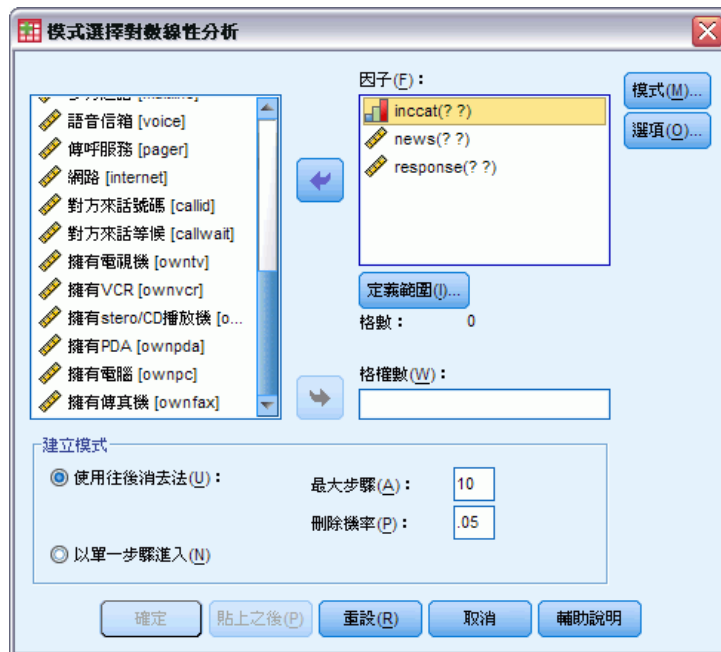 模式選擇對數線性分析
語音信箱 [voice]
傳呼服務 [pager]
網路 [internet]
對方來話號碼 [callid]
對方來話等候 [callwait]
擁有電視機 [owntv]
擁有VCR [ownvcr]
擁有stero/CD播放機 [o...
擁有PDA [ownpda]
擁有電腦 [ownpc]
擁有傳真機 [ownfax]
因子(F)：
inccat(? ?)
news(? ?)
response(? ?)
定義範圍(I)...
格數： 0
格權數(W)：
模式(M)...
選項(O)...
建立模式
使用往後消去法(U)：
最大步驟(A)： 10
刪除機率(P)： .05
以單一步驟進入(N)
確定
貼上之後(P)
重設(R)
取消
輔助說明